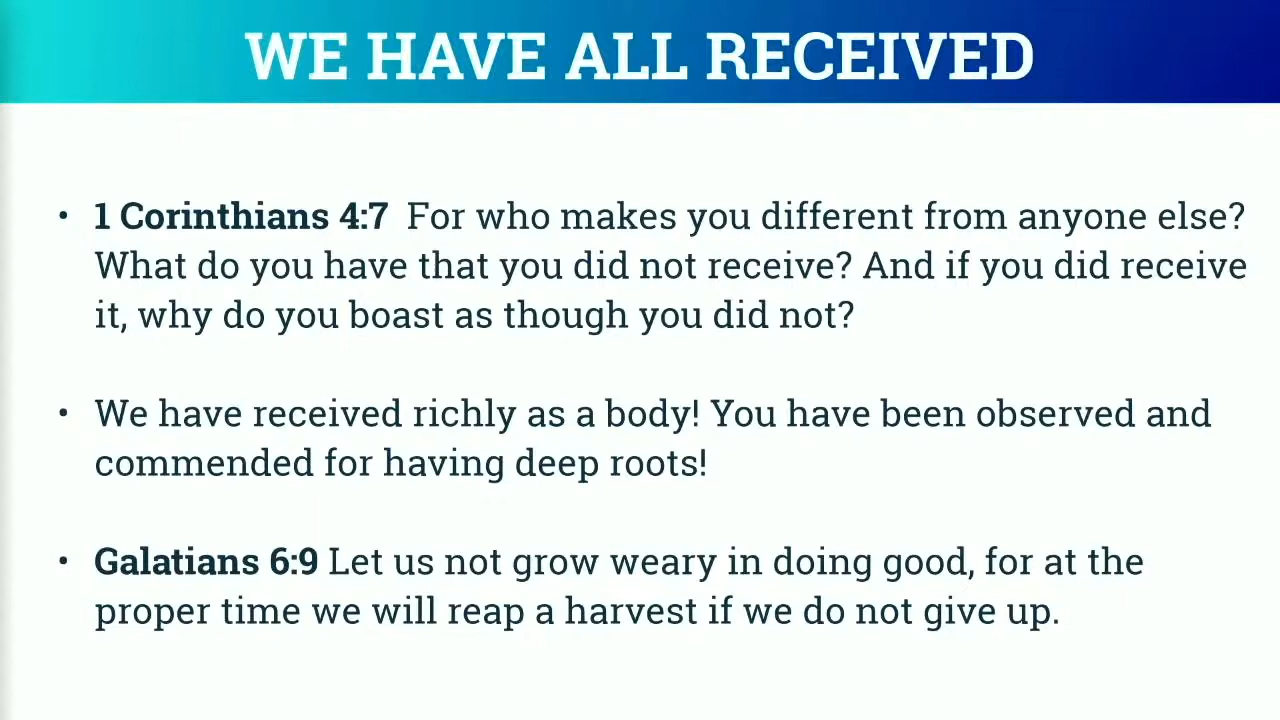 WE HAVE ALL RECEIVED
• 1 Corinthians 4:7 For who makes you different from anyone else?
What do you have that you did not receive? And if you did receive
it, why do you boast as though you did not?
• We have received richly as a body! You have been observed and
commended for having deep roots!
• Galatians 6:9 Let us not grow weary in doing good, for at the
proper time we will reap a harvest if we do not give up.